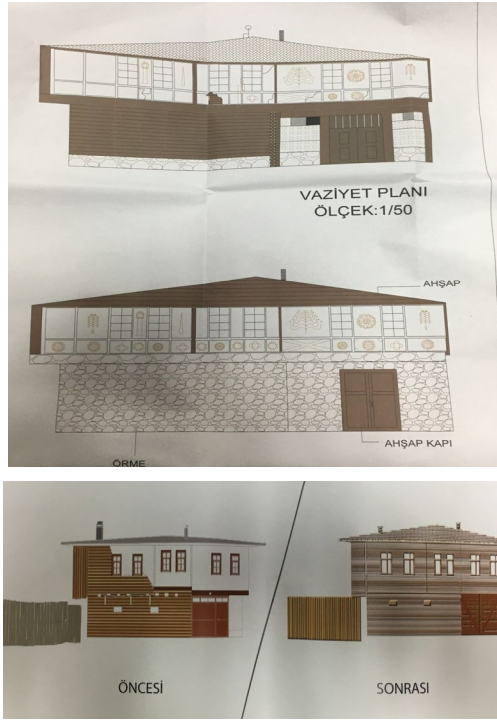 VAZİYET PLANI
ÖLÇEK:1/50
AHŞAP
AHŞAP KAPI
ÖRME
ÖNCESİ
SONRASI